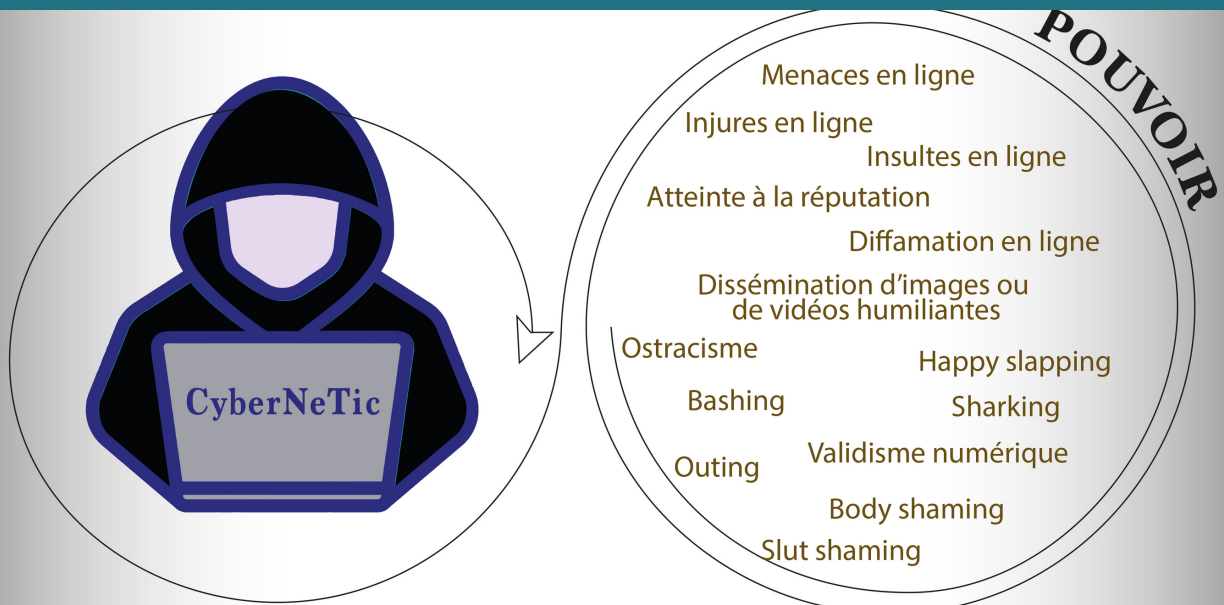 POUVOIR
Menaces en ligne
Injures en ligne
Insultes en ligne
Atteinte à la réputation
Diffamation en ligne
Dissémination d’images ou
de vidéos humiliantes
Ostracisme
Happy slapping
Bashing
Sharking
CyberNeTic
Validisme numérique
Outing
Body shaming
Slut shaming